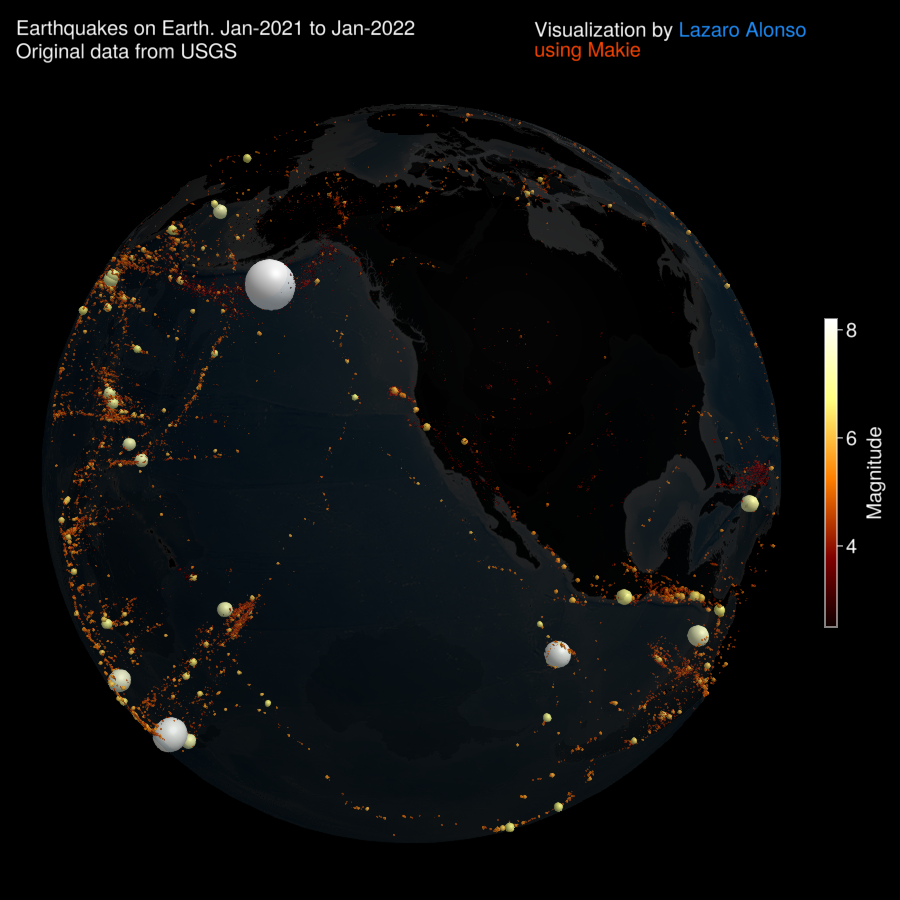 Earthquakes on Earth. Jan-2021 to Jan-2022
Original data from USGS
Visualization by Lazaro Alonso
using Makie
8
6
4
Magnitude